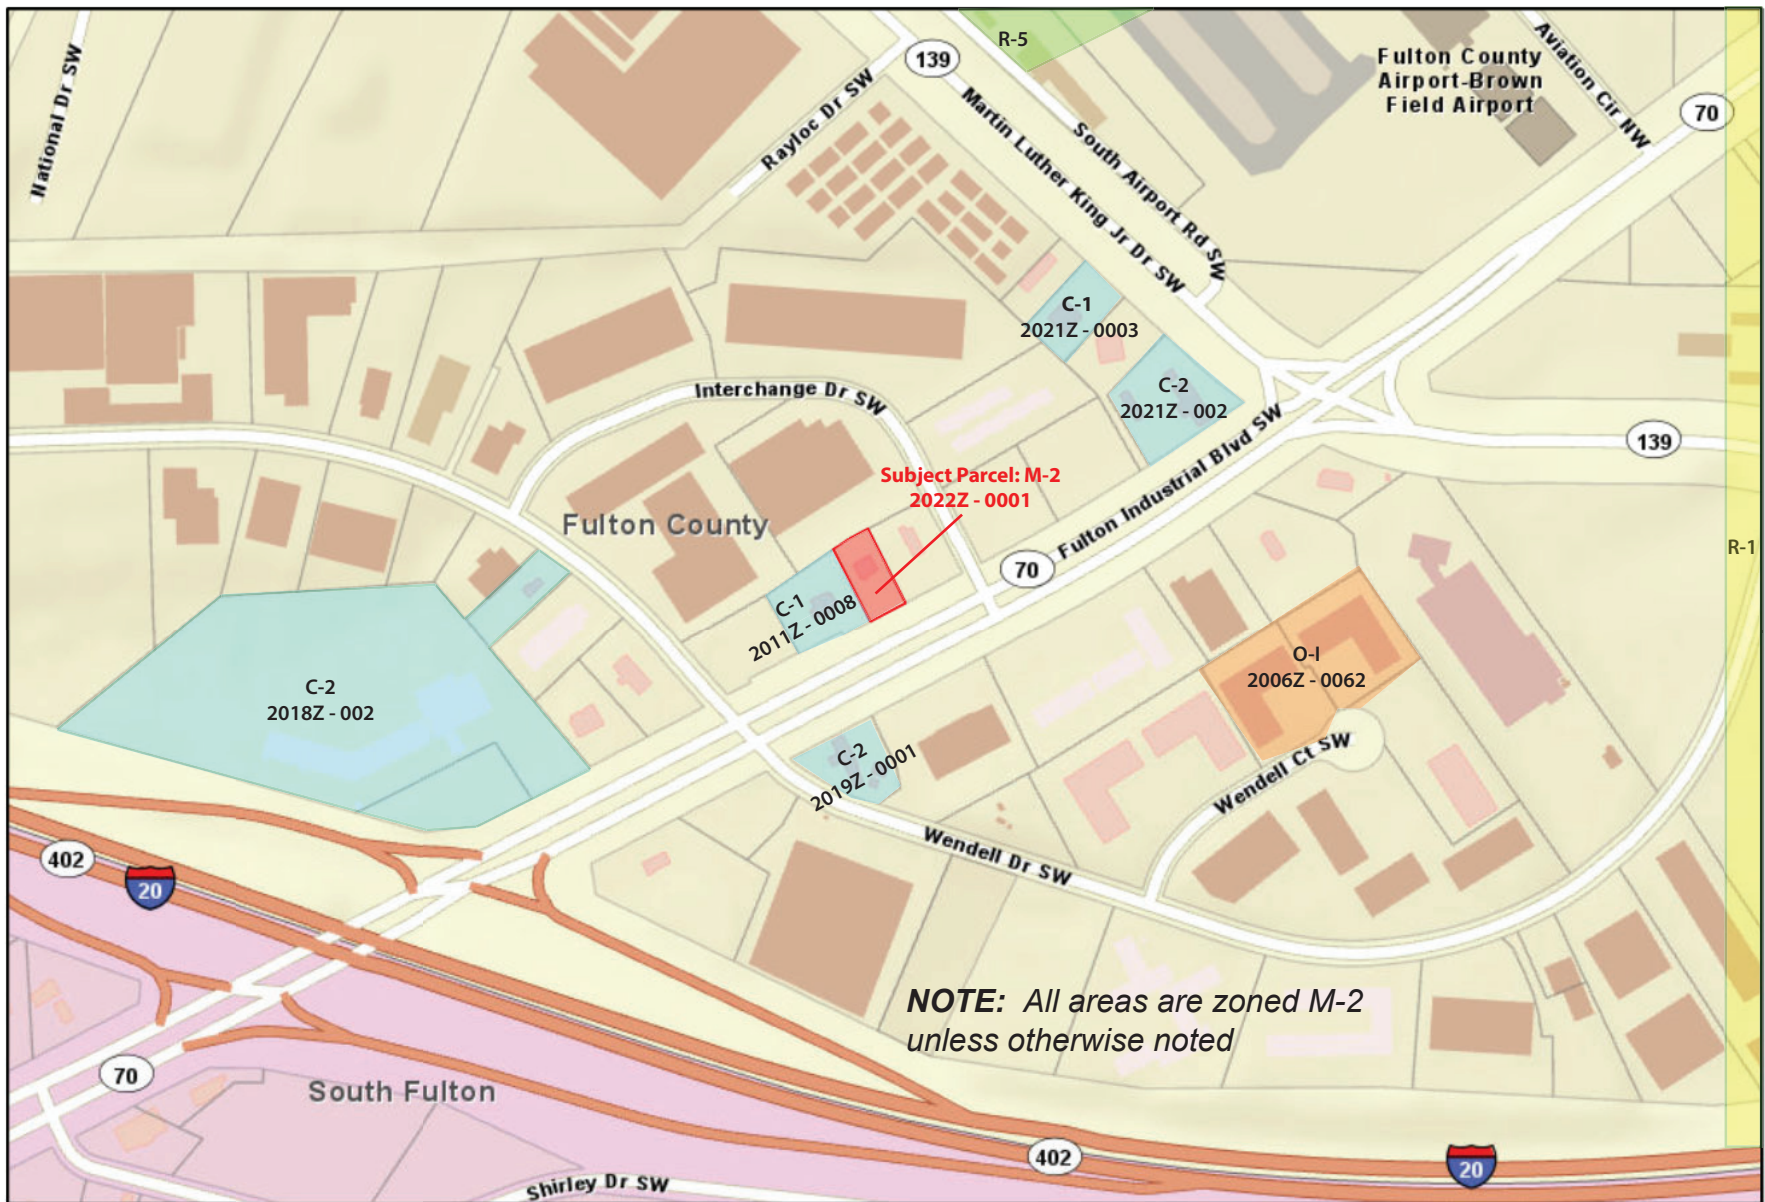 R-5
139
Fulton County
Airport-Brown
Field Airport
Aviation Cir NW
70
National Dr SW
Rayloc Dr SW
Martin Luther King Jr Dr SW
South Airport Rd SW
C-1
2021Z - 0003
C-2
2021Z - 002
Interchange Dr SW
139
Subject Parcel: M-2
2022Z - 0001
Fulton County
Fulton Industrial Blvd SW
70
R-1
C-1
2011Z - 0008
O-I
2006Z - 0062
C-2
2018Z - 002
C-2
2019Z - 0001
Wendell Ct SW
Wendell Dr SW
402
20
NOTE: All areas are zoned M-2
unless otherwise noted
70
South Fulton
402
20
Shirley Dr SW